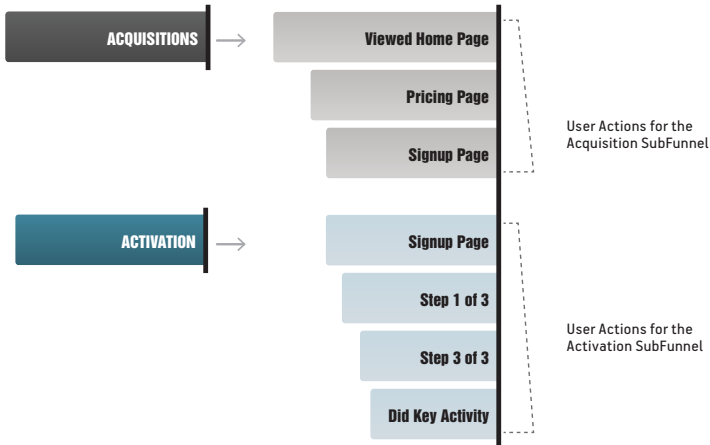 ACQUISITIONS
Viewed Home Page
Pricing Page
Signup Page
User Actions for the
Acquisition SubFunnel
ACTIVATION
Signup Page
Step 1 of 3
Step 3 of 3
Did Key Activity
User Actions for the
Activation SubFunnel